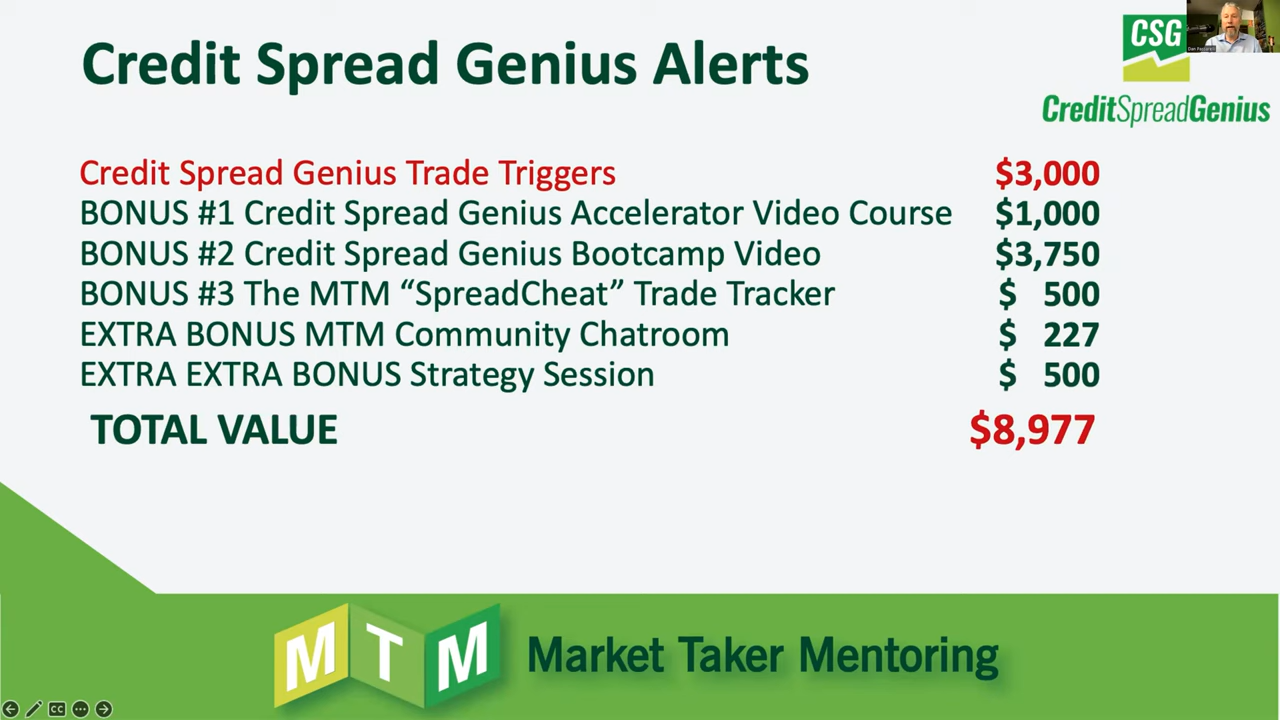 Credit Spread Genius Alerts
CSG
CreditSpreadGenius
Credit Spread Genius Trade Triggers $3,000
BONUS #1 Credit Spread Genius Accelerator Video Course $1,000
BONUS #2 Credit Spread Genius Bootcamp Video $3,750
BONUS #3 The MTM “SpreadCheat” Trade Tracker $ 500
EXTRA BONUS MTM Community Chatroom $ 227
EXTRA EXTRA BONUS Strategy Session $ 500
TOTAL VALUE $8,977
MTM Market Taker Mentoring
CC